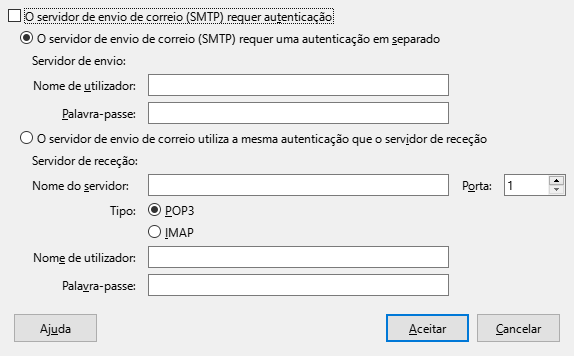 O servidor de envio de correio (SMTP) requer autenticação
O servidor de envio de correio (SMTP) requer uma autenticação em separado
Servidor de envio:
Nome de utilizador:
Palavra-passe:
O servidor de envio de correio utiliza a mesma autenticação que o servidor de receção
Servidor de receção:
Nome do servidor: Porta: 1
Tipo: POP3
IMAP
Nome de utilizador:
Palavra-passe:
Ajuda Aceitar Cancelar